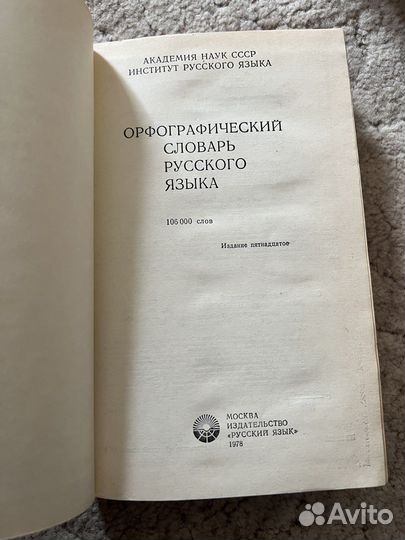 АКАДЕМИЯ НАУК СССР
ИНСТИТУТ РУССКОГО ЯЗЫКА
ОРФОГРАФИЧЕСКИЙ
СЛОВАРЬ
РУССКОГО
ЯЗЫКА
106 000 слов
Издание пятнадцатое
МОСКВА
ИЗДАТЕЛЬСТВО
«РУССКИЙ ЯЗЫК»
1978
Avito